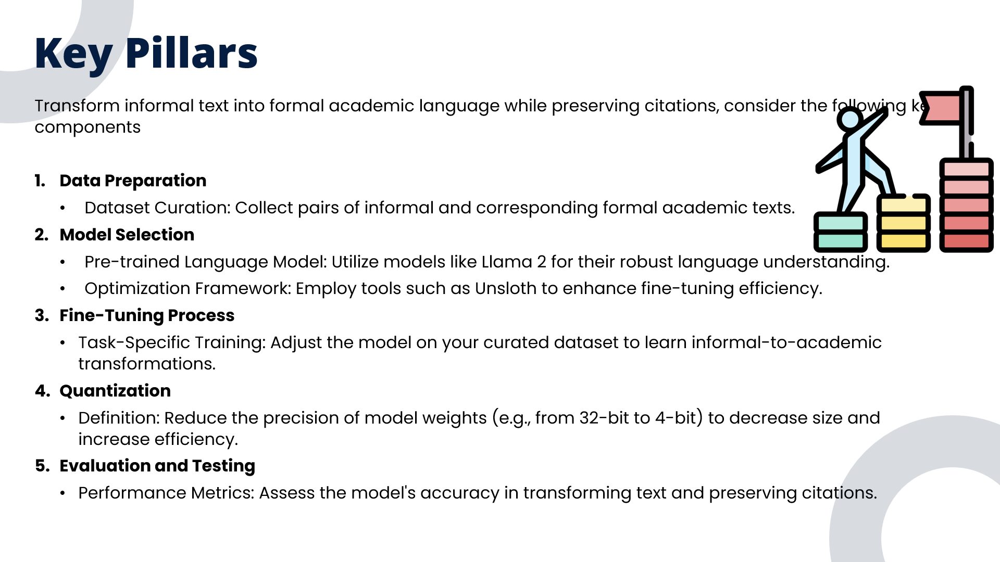 Key Pillars
Transform informal text into formal academic language while preserving citations, consider the following
components
1. Data Preparation
• Dataset Curation: Collect pairs of informal and corresponding formal academic texts.
2. Model Selection
• Pre-trained Language Model: Utilize models like Llama 2 for their robust language understanding.
• Optimization Framework: Employ tools such as Unsloth to enhance fine-tuning efficiency.
3. Fine-Tuning Process
• Task-Specific Training: Adjust the model on your curated dataset to learn informal-to-academic
transformations.
4. Quantization
• Definition: Reduce the precision of model weights (e.g., from 32-bit to 4-bit) to decrease size and
increase efficiency.
5. Evaluation and Testing
• Performance Metrics: Assess the model's accuracy in transforming text and preserving citations.